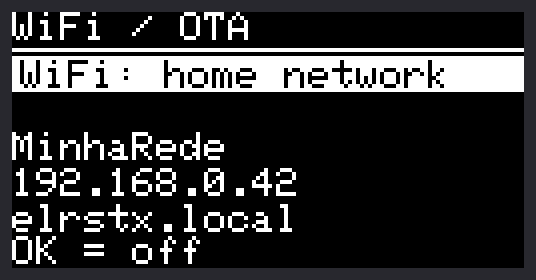 WiFi / OTA
WiFi: home network
MinhaRede
192.168.0.42
elrstx.local
OK = off